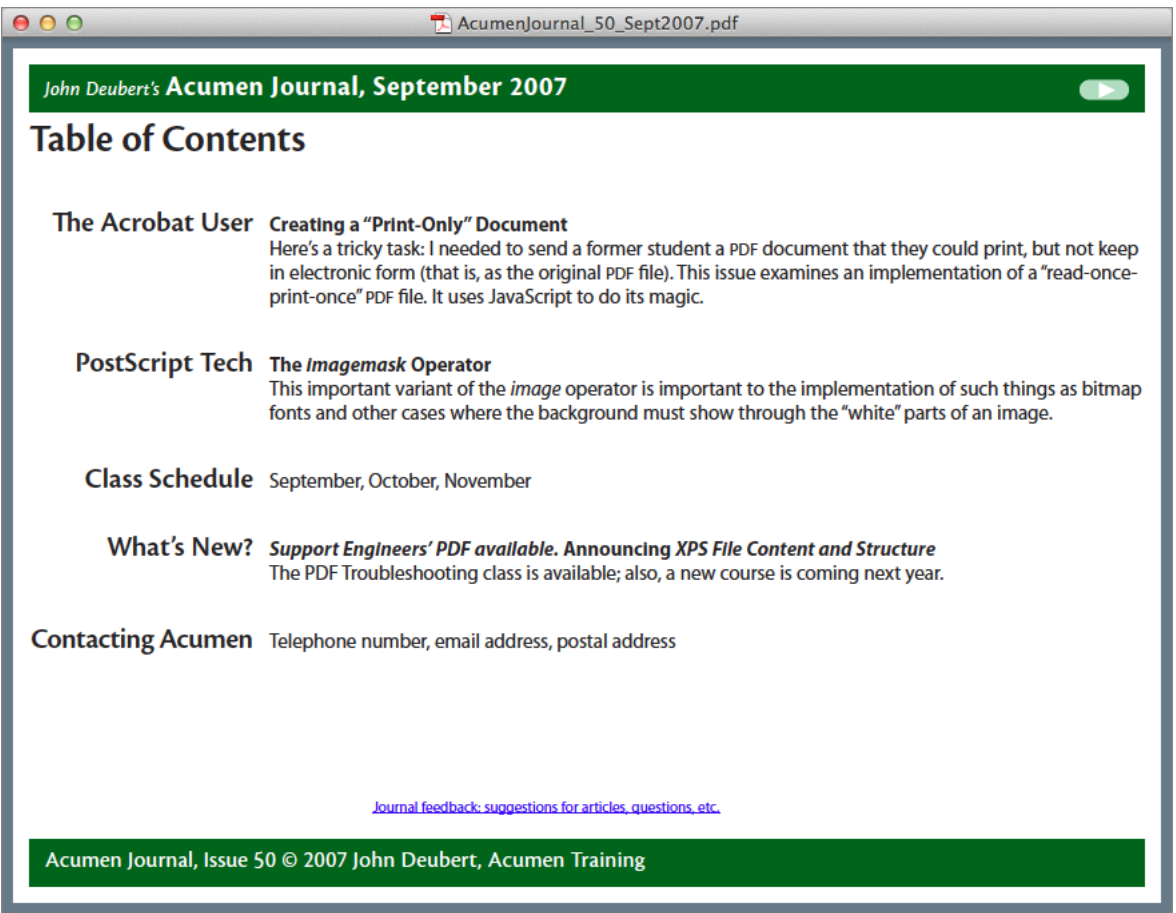 AcumenJournal_50_Sept2007.pdf
John Deubert's Acumen Journal, September 2007
Table of Contents
The Acrobat User
Creating a “Print-Only” Document
Here’s a tricky task: I needed to send a former student a PDF document that they could print, but not keep
in electronic form (that is, as the original PDF file). This issue examines an implementation of a “read-once-
print-once” PDF file. It uses JavaScript to do its magic.
PostScript Tech
The imagemask Operator
This important variant of the image operator is important to the implementation of such things as bitmap
fonts and other cases where the background must show through the “white” parts of an image.
Class Schedule
September, October, November
What’s New?
Support Engineers’ PDF available. Announcing XPS File Content and Structure
The PDF Troubleshooting class is available; also, a new course is coming next year.
Contacting Acumen
Telephone number, email address, postal address
Journal feedback: suggestions for articles, questions, etc.
Acumen Journal, Issue 50 © 2007 John Deubert, Acumen Training